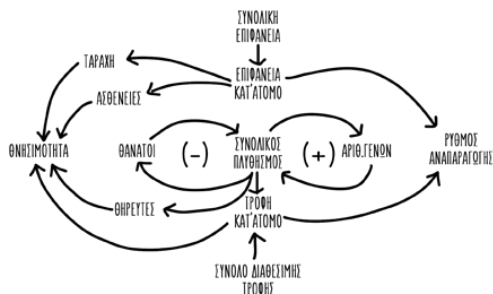 ΣΥΝΟΛΙΚΗ
ΕΠΙΦΑΝΕΙΑ
ΤΑΡΑΧΗ
ΕΠΙΦΑΝΕΙΑ
ΚΑΤ'ΑΤΟΜΟ
ΑΣΘΕΝΕΙΕΣ
ΘΝΗΣΙΜΟΤΗΤΑ
ΘΑΝΑΤΟΙ
(-)
ΣΥΝΟΛΙΚΟΣ
ΠΛΥΘΗΣΜΟΣ
(+)
ΑΡΙΘ.ΓΕΝΩΝ
ΡΥΘΜΟΣ
ΑΝΑΠΑΡΑΓΩΓΗΣ
ΘΗΡΕΥΤΕΣ
ΤΡΟΦΗ
ΚΑΤ'ΑΤΟΜΟ
ΣΥΝΟΛΟ ΔΙΑΘΕΣΙΜΗΣ
ΤΡΟΦΗΣ